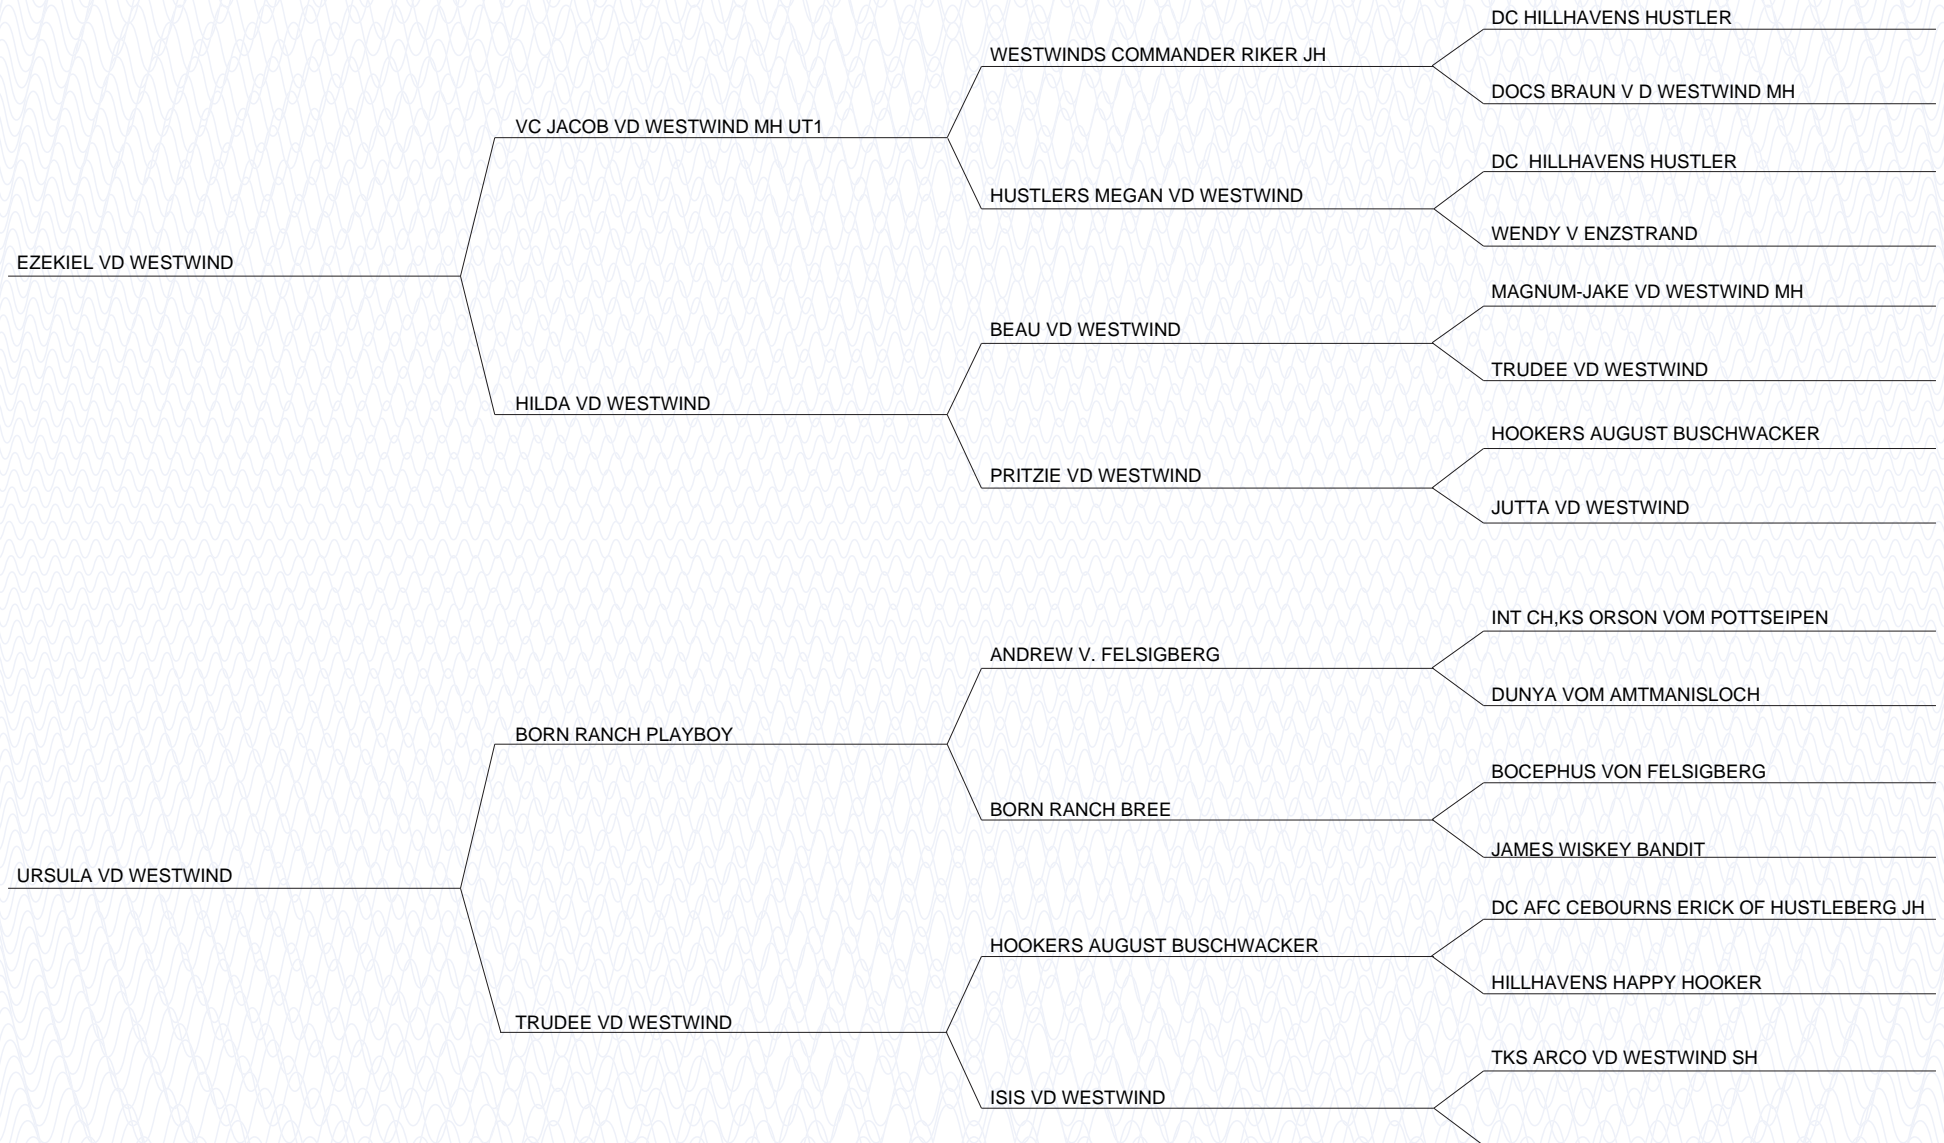 DC HILLHAVENS HUSTLER
WESTWINDS COMMANDER RIKER JH
DOCS BRAUN V D WESTWIND MH
VC JACOB VD WESTWIND MH UT1
DC  HILLHAVENS HUSTLER
HUSTLERS MEGAN VD WESTWIND
WENDY V ENZSTRAND
EZEKIEL VD WESTWIND
MAGNUM-JAKE VD WESTWIND MH
BEAU VD WESTWIND
TRUDEE VD WESTWIND
HILDA VD WESTWIND
HOOKERS AUGUST BUSCHWACKER
PRITZIE VD WESTWIND
JUTTA VD WESTWIND
INT CH,KS ORSON VOM POTTSEIPEN
ANDREW V. FELSIGBERG
DUNYA VOM AMTMANISLOCH
BORN RANCH PLAYBOY
BOCEPHUS VON FELSIGBERG
BORN RANCH BREE
JAMES WISKEY BANDIT
URSULA VD WESTWIND
DC AFC CEBOURNS ERICK OF HUSTLEBERG JH
HOOKERS AUGUST BUSCHWACKER
HILLHAVENS HAPPY HOOKER
TRUDEE VD WESTWIND
TKS ARCO VD WESTWIND SH
ISIS VD WESTWIND